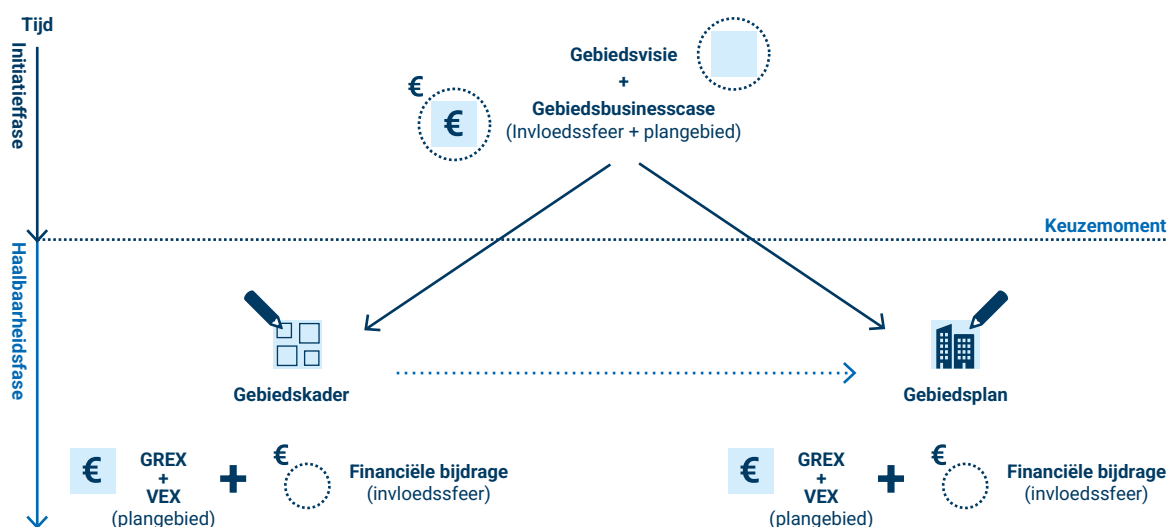 Tijd
Initiatieffase
Gebiedsvisie
+
€
Gebiedsbusinesscase
€
(Invloedssfeer + plangebied)
Keuzemoment
Haalbaarheidsfase
Gebiedskader
Gebiedsplan
€
GREX
+
VEX
(plangebied)
+
€
Financiële bijdrage
(invloedssfeer)
€
GREX
+
VEX
(plangebied)
+
€
Financiële bijdrage
(invloedssfeer)